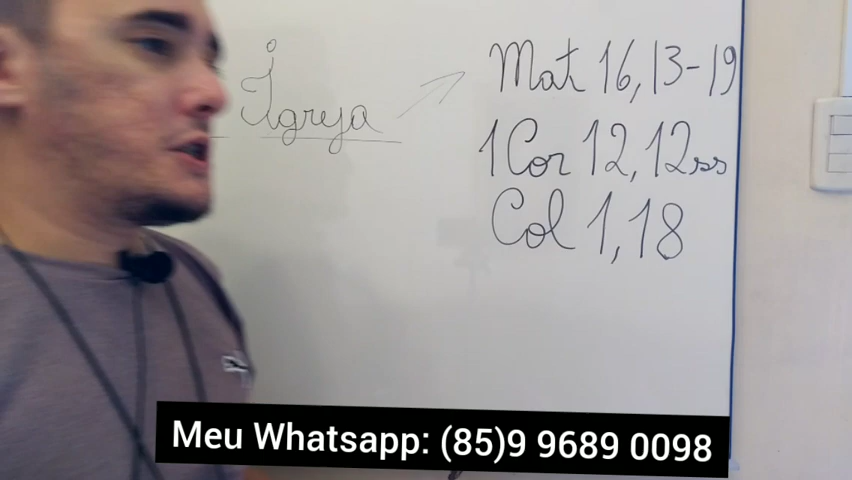 Igreja
Mat 16,13-19
1Cor 12,12ss
Col 1,18
Meu Whatsapp: (85)9 9689 0098